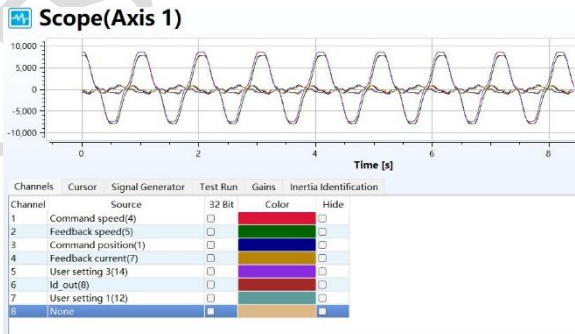 Scope(Axis 1)
10,000
5,000
0
-5,000
-10,000
0 2 4 6 8
Time [s]
Channels Cursor Signal Generator Test Run Gains Inertia Identification
Channel Source 32 Bit Color Hide
1 Command speed(4)
2 Feedback speed(5)
3 Command position(1)
4 Feedback current(7)
5 User setting 3(14)
6 Id_out(8)
7 User setting 1(12)
8 None